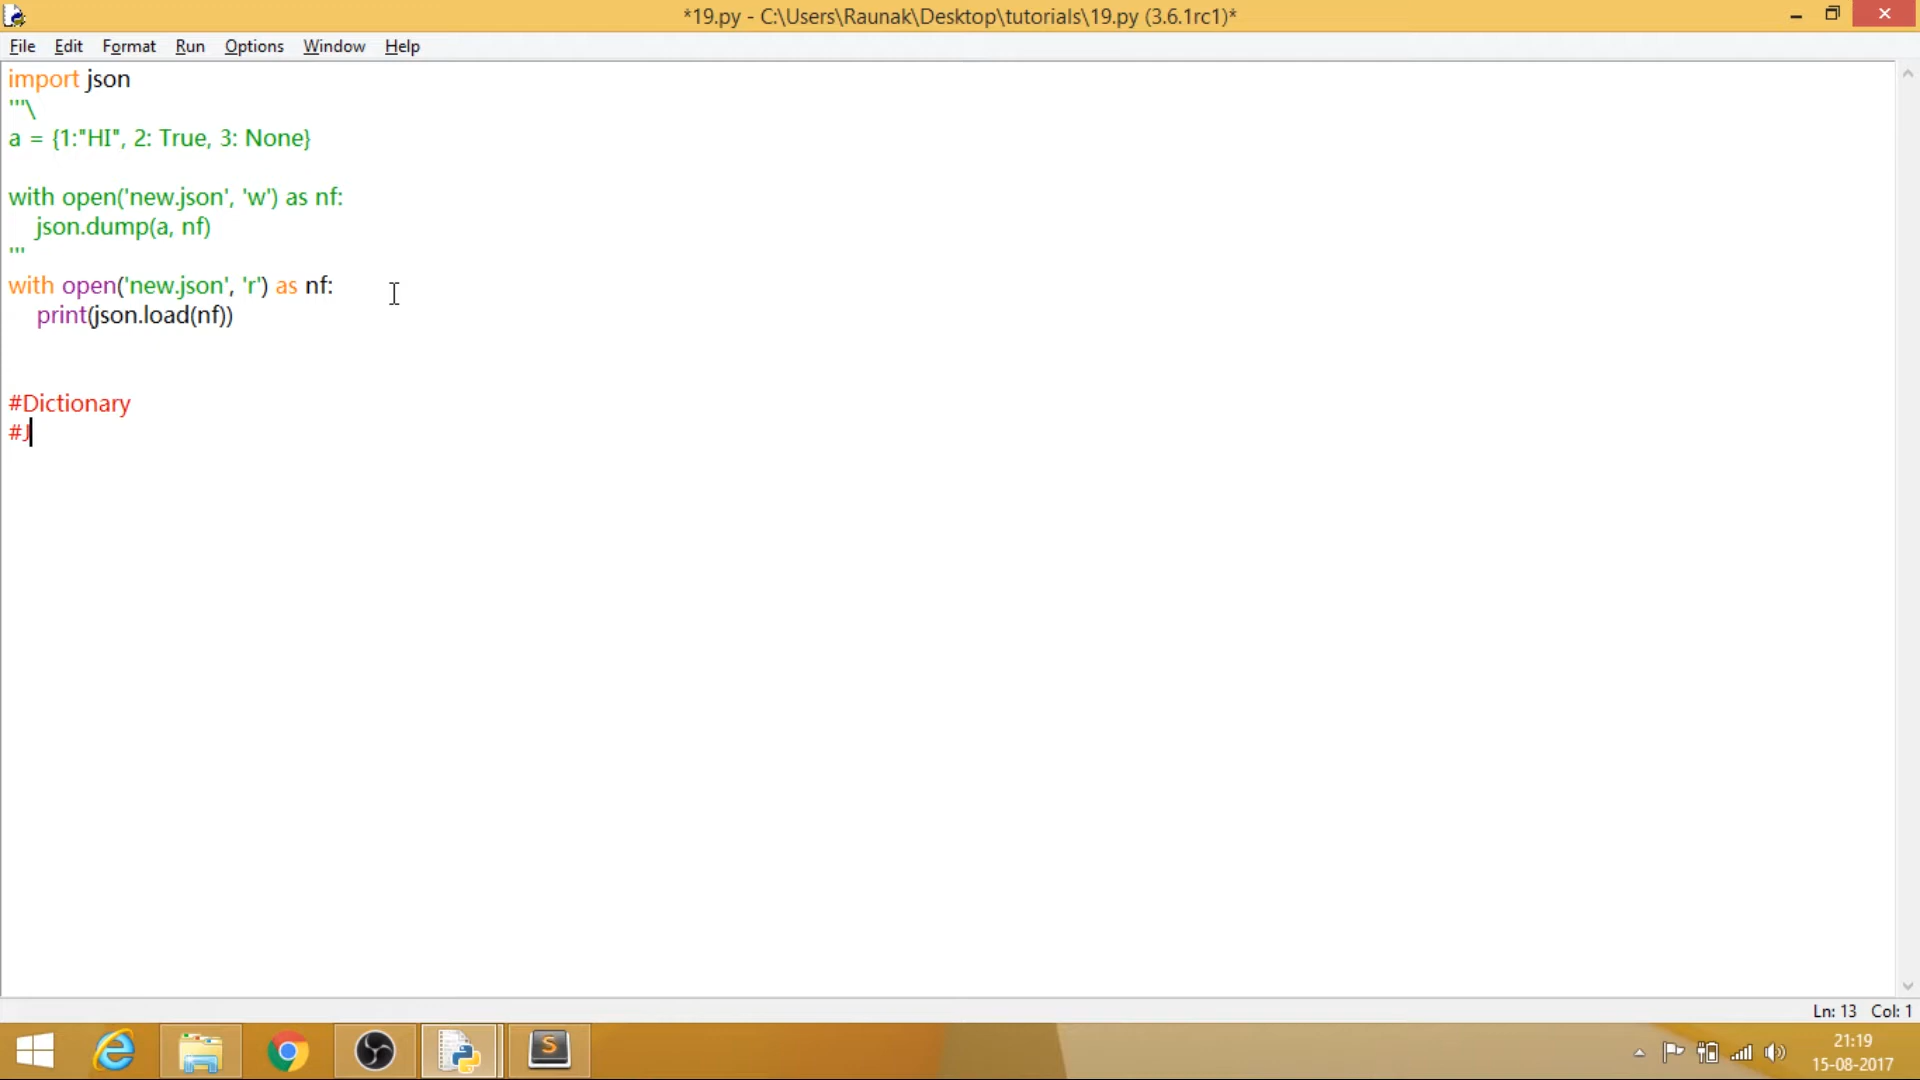 *19.py - C:\Users\Raunak\Desktop\tutorials\19.py (3.6.1rc1)*
File Edit Format Run Options Window Help
import json
'''\
a = {1:"HI", 2: True, 3: None}
with open('new.json', 'w') as nf:
    json.dump(a, nf)
'''
with open('new.json', 'r') as nf:
    print(json.load(nf))
#Dictionary
#J
Ln: 13 Col: 1
S
21:19
15-08-2017